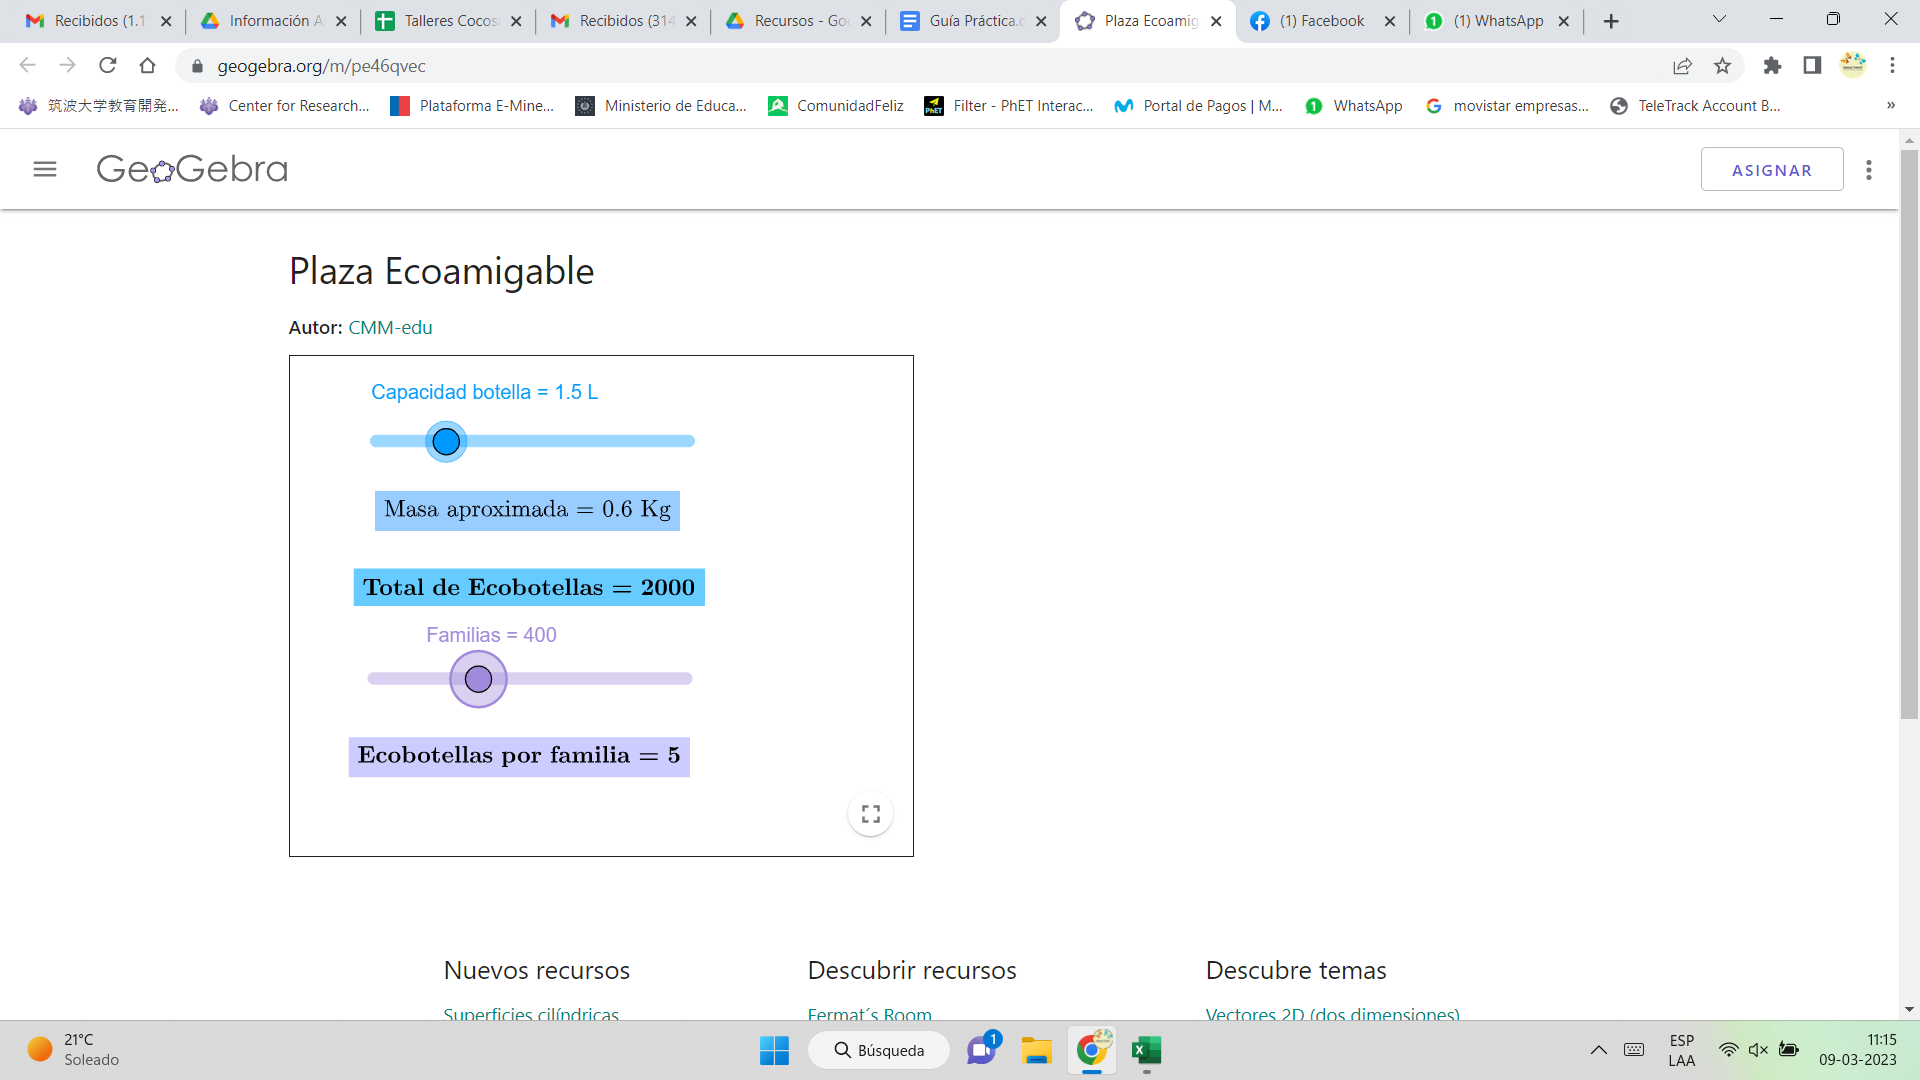 Recibidos (1.1
Información A
Talleres Cocos
Recibidos (314
Recursos - Go
Guía Práctica.d
Plaza Ecoamig
(1) Facebook
(1) WhatsApp
geogebra.org/m/pe46qvec
筑波大学教育開発...
Center for Research...
Plataforma E-Mine...
Ministerio de Educa...
ComunidadFeliz
Filter - PhET Interac...
Portal de Pagos | M...
WhatsApp
movistar empresas...
TeleTrack Account B...
»
GeoGebra
ASIGNAR
Plaza Ecoamigable
Autor: CMM-edu
Capacidad botella = 1.5 L
Masa aproximada = 0.6 Kg
Total de Ecobotellas = 2000
Familias = 400
Ecobotellas por familia = 5
Nuevos recursos
Descubrir recursos
Descubre temas
Superficies cilíndricas
Fermat´s Room
Vectores 2D (dos dimensiones)
21°C
Soleado
Búsqueda
1
ESP
LAA
11:15
09-03-2023